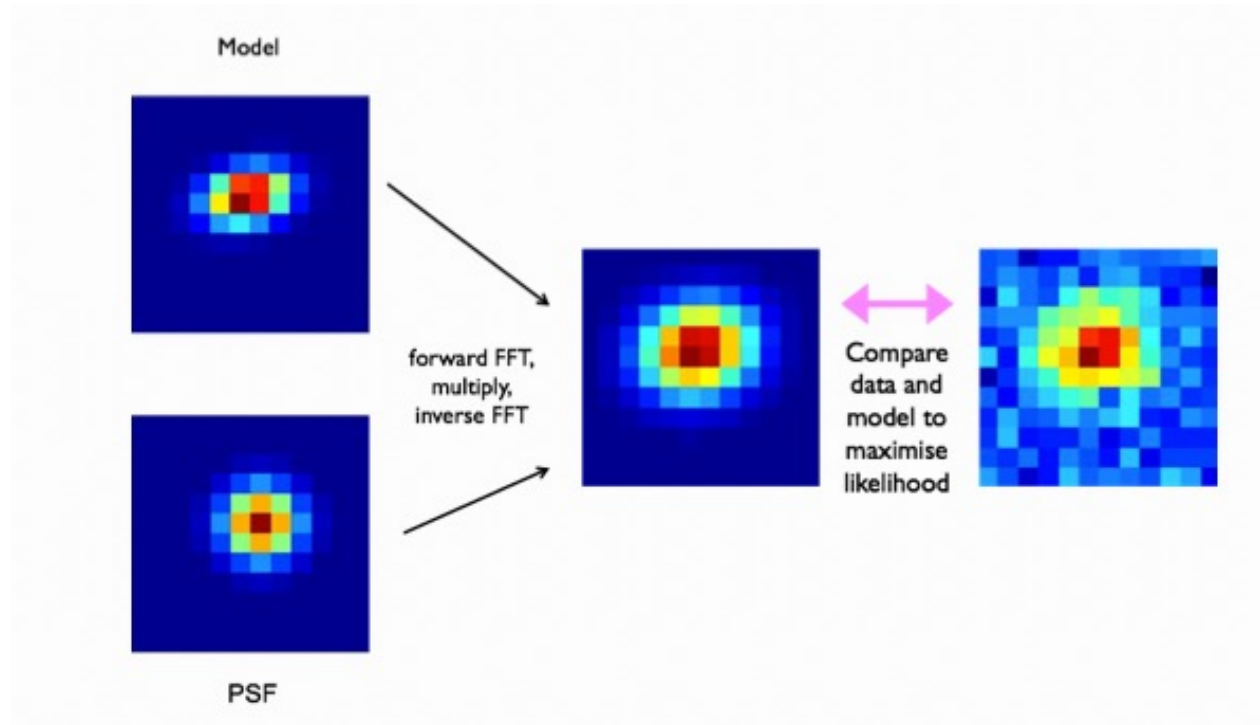 Model
forward FFT,
multiply,
inverse FFT
Compare
data and
model to
maximise
likelihood
PSF